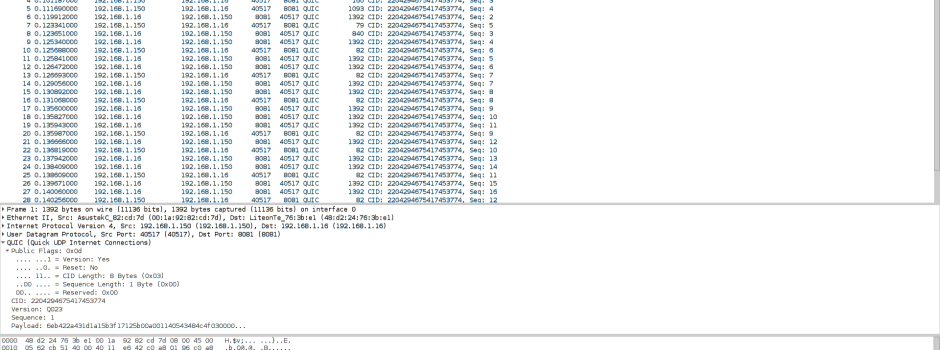 5 0.111690000 192.168.1.16 192.168.1.150 8081 40517 QUIC 1093 CID: 2204294675417453774, Seq: 4
6 0.119912000 192.168.1.150 192.168.1.16 40517 8081 QUIC 1392 CID: 2204294675417453774, Seq: 2
7 0.123341000 192.168.1.16 192.168.1.150 8081 40517 QUIC 79 CID: 2204294675417453774, Seq: 5
8 0.123651000 192.168.1.150 192.168.1.16 40517 8081 QUIC 840 CID: 2204294675417453774, Seq: 3
9 0.125340000 192.168.1.16 192.168.1.150 8081 40517 QUIC 1392 CID: 2204294675417453774, Seq: 4
10 0.125688000 192.168.1.150 192.168.1.16 40517 8081 QUIC 82 CID: 2204294675417453774, Seq: 6
11 0.125841000 192.168.1.16 192.168.1.150 8081 40517 QUIC 1392 CID: 2204294675417453774, Seq: 5
12 0.126472000 192.168.1.16 192.168.1.150 8081 40517 QUIC 1392 CID: 2204294675417453774, Seq: 6
13 0.126693000 192.168.1.150 192.168.1.16 40517 8081 QUIC 82 CID: 2204294675417453774, Seq: 7
14 0.129056000 192.168.1.16 192.168.1.150 8081 40517 QUIC 1392 CID: 2204294675417453774, Seq: 7
15 0.130892000 192.168.1.16 192.168.1.150 8081 40517 QUIC 1392 CID: 2204294675417453774, Seq: 8
16 0.131068000 192.168.1.150 192.168.1.16 40517 8081 QUIC 82 CID: 2204294675417453774, Seq: 8
17 0.135600000 192.168.1.16 192.168.1.150 8081 40517 QUIC 1392 CID: 2204294675417453774, Seq: 9
18 0.135827000 192.168.1.16 192.168.1.150 8081 40517 QUIC 1392 CID: 2204294675417453774, Seq: 10
19 0.135943000 192.168.1.16 192.168.1.150 8081 40517 QUIC 1392 CID: 2204294675417453774, Seq: 11
20 0.135987000 192.168.1.150 192.168.1.16 40517 8081 QUIC 82 CID: 2204294675417453774, Seq: 9
21 0.136666000 192.168.1.16 192.168.1.150 8081 40517 QUIC 1392 CID: 2204294675417453774, Seq: 12
22 0.136819000 192.168.1.150 192.168.1.16 40517 8081 QUIC 82 CID: 2204294675417453774, Seq: 10
23 0.137942000 192.168.1.16 192.168.1.150 8081 40517 QUIC 1392 CID: 2204294675417453774, Seq: 13
24 0.138409000 192.168.1.16 192.168.1.150 8081 40517 QUIC 1392 CID: 2204294675417453774, Seq: 14
25 0.138609000 192.168.1.150 192.168.1.16 40517 8081 QUIC 82 CID: 2204294675417453774, Seq: 11
26 0.139671000 192.168.1.16 192.168.1.150 8081 40517 QUIC 1392 CID: 2204294675417453774, Seq: 15
27 0.140060000 192.168.1.16 192.168.1.150 8081 40517 QUIC 1392 CID: 2204294675417453774, Seq: 16
28 0.140256000 192.168.1.150 192.168.1.16 40517 8081 QUIC 82 CID: 2204294675417453774, Seq: 12
Frame 1: 1392 bytes on wire (11136 bits), 1392 bytes captured (11136 bits) on interface 0
Ethernet II, Src: AsustekC_82:cd:7d (00:1a:92:82:cd:7d), Dst: LiteonTe_76:3b:e1 (48:d2:24:76:3b:e1)
Internet Protocol Version 4, Src: 192.168.1.150 (192.168.1.150), Dst: 192.168.1.16 (192.168.1.16)
User Datagram Protocol, Src Port: 40517 (40517), Dst Port: 8081 (8081)
QUIC (Quick UDP Internet Connections)
Public Flags: 0x0d
.... ...1 = Version: Yes
.... ..0. = Reset: No
.... 11.. = CID Length: 8 Bytes (0x03)
..00 .... = Sequence Length: 1 Byte (0x00)
00.. .... = Reserved: 0x00
CID: 2204294675417453774
Version: Q023
Sequence: 1
Payload: 6eb422a431d1a15b3f17125b00a001140543484c4f030000...
0000 48 d2 24 76 3b e1 00 1a 92 82 cd 7d 08 00 45 00 H.$v;... ...}..E.
0010 05 62 cb 51 40 00 40 11 e6 42 c0 a8 01 96 c0 a8